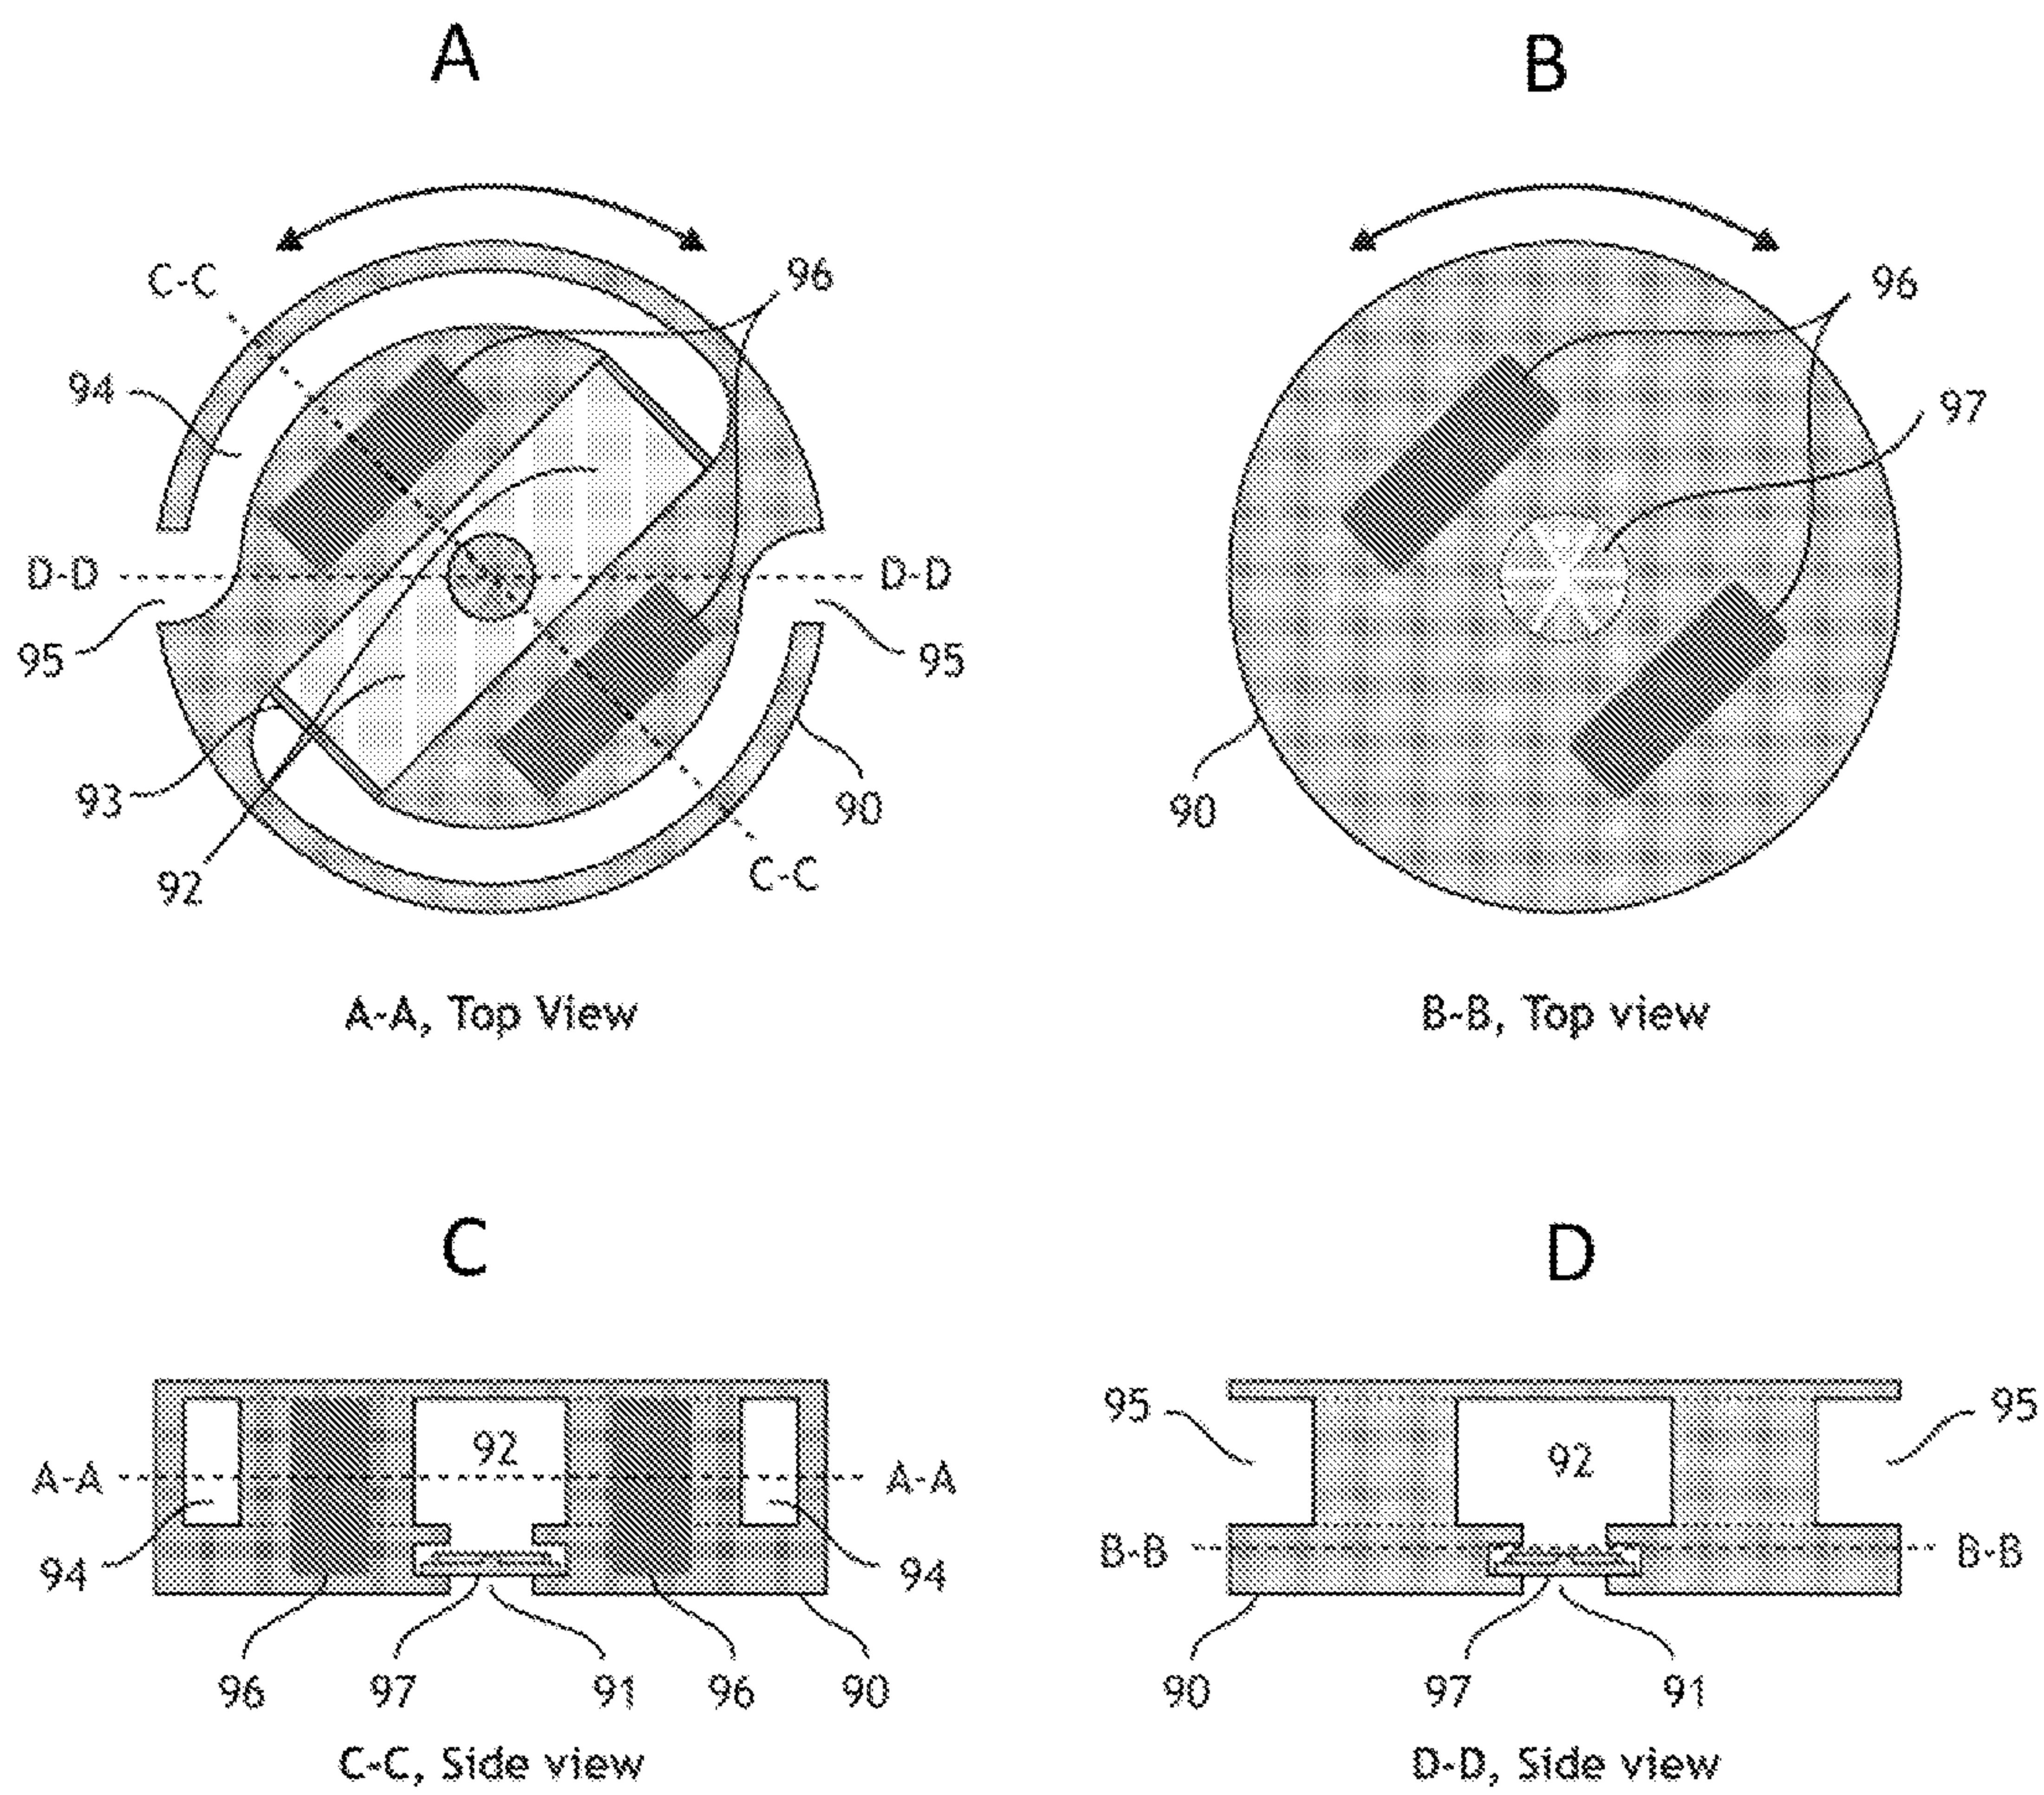 A
B
C-C
96
96
94
97
D-D
D-D
95
95
93
90
90
92
C-C
A-A, Top View
B-B, Top view
C
D
95
95
92
92
A-A
A-A
B-B
B-B
94
94
96
97
91
96
90
90
97
91
C-C, Side view
D-D, Side view